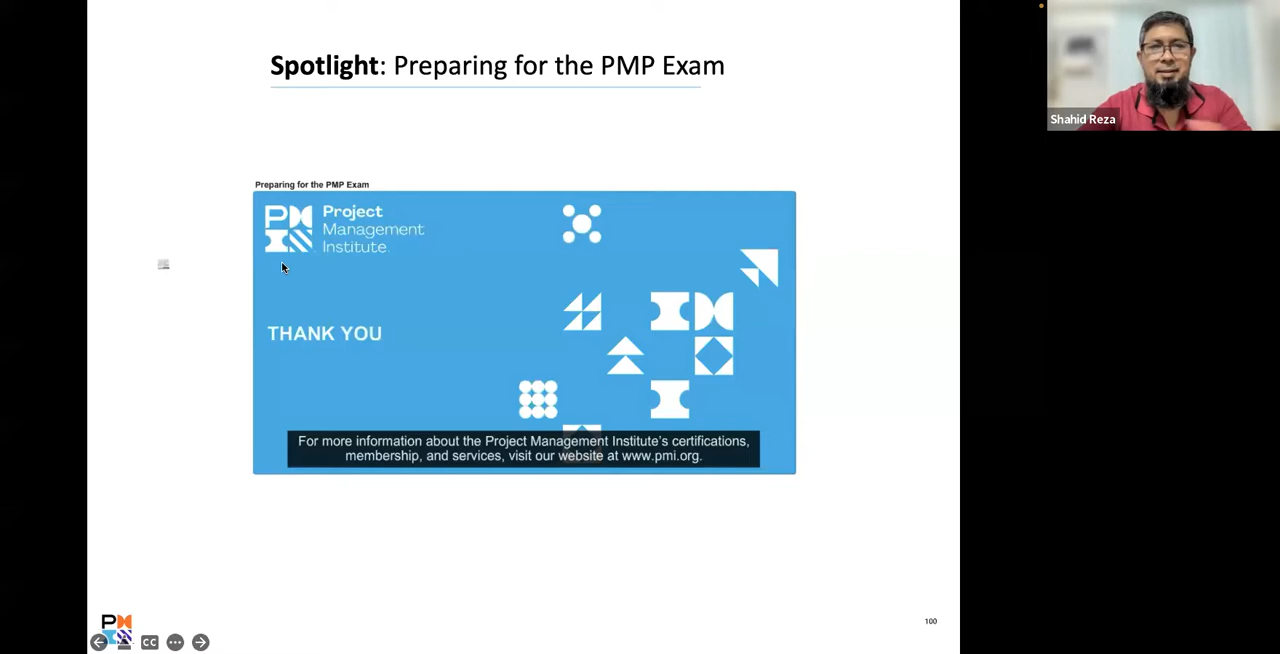 Spotlight: Preparing for the PMP Exam
Shahid Reza
Preparing for the PMP Exam
Project
Management
Institute.
THANK YOU
For more information about the Project Management Institute's certifications,
membership, and services, visit our website at www.pmi.org.
100
CC